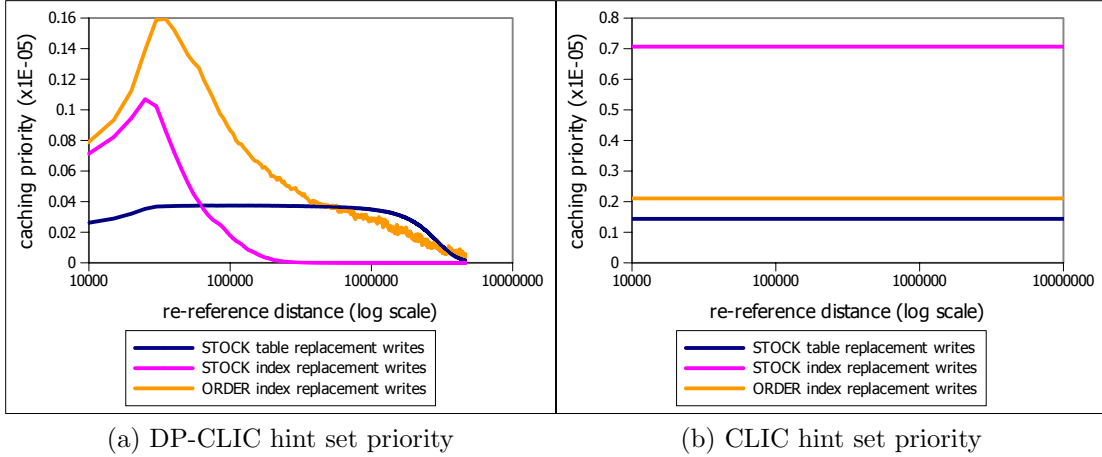 caching priority (x1E-05)
0.16
0.14
0.12
0.1
0.08
0.06
0.04
0.02
0
10000 100000 1000000 10000000
re-reference distance (log scale)
STOCK table replacement writes
STOCK index replacement writes
ORDER index replacement writes
(a) DP-CLIC hint set priority
caching priority (x1E-05)
0.8
0.7
0.6
0.5
0.4
0.3
0.2
0.1
0
10000 100000 1000000 10000000
re-reference distance (log scale)
STOCK table replacement writes
STOCK index replacement writes
ORDER index replacement writes
(b) CLIC hint set priority